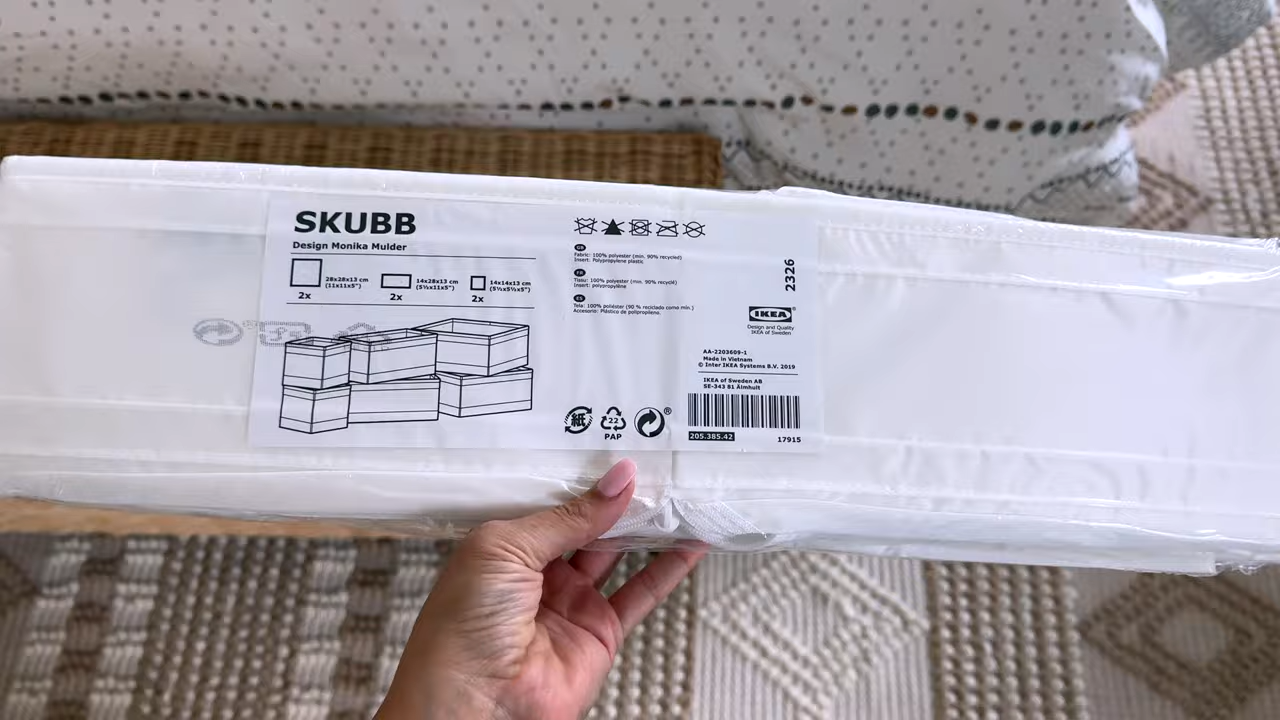 SKUBB
Design Monika Mulder
28x28x13 cm
(11x11x5")
2x
14x28x13 cm
(5½x11x5")
2x
14x14x13 cm
(5½x5½x5")
2x
GB
Fabric: 100% polyester (min. 90% recycled)
Insert: Polypropylene plastic
FR
Tissu: 100% polyester (min. 90% recyclé)
Insert: polypropylène
ES
Tela: 100% poliéster (90 % reciclado como mín.)
Accesorio: Plástico de polipropileno.
紙
22
PAP
®
2326
IKEA
®
Design and Quality
IKEA of Sweden
AA-2203609-1
Made in Vietnam
© Inter IKEA Systems B.V. 2019
IKEA of Sweden AB
SE-343 81 Älmhult
205.385.42
17915